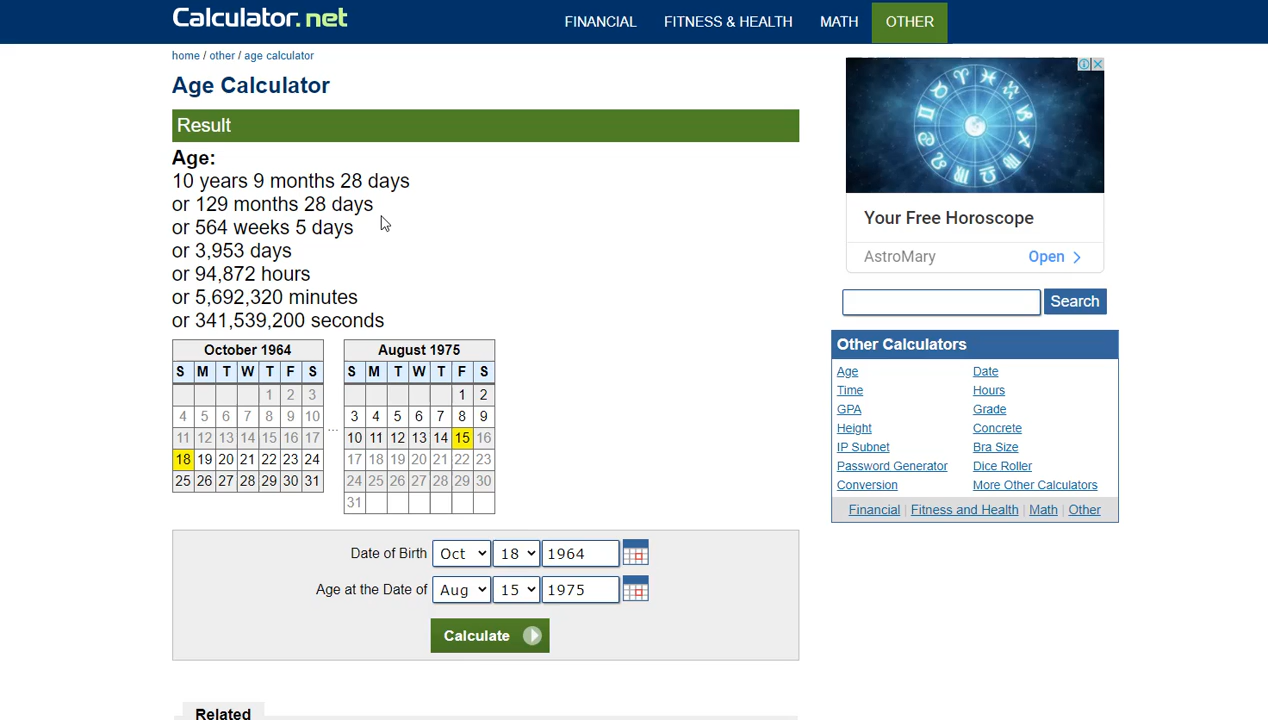 Calculator.net
FINANCIAL FITNESS & HEALTH MATH OTHER
home / other / age calculator
Age Calculator
Result
Age:
10 years 9 months 28 days
or 129 months 28 days
or 564 weeks 5 days
or 3,953 days
or 94,872 hours
or 5,692,320 minutes
or 341,539,200 seconds
October 1964
S M T W T F S
1 2 3
4 5 6 7 8 9 10
11 12 13 14 15 16 17
18 19 20 21 22 23 24
25 26 27 28 29 30 31
...
August 1975
S M T W T F S
1 2
3 4 5 6 7 8 9
10 11 12 13 14 15 16
17 18 19 20 21 22 23
24 25 26 27 28 29 30
31
Date of Birth Oct 18 1964
Age at the Date of Aug 15 1975
Calculate
Related
Your Free Horoscope
AstroMary Open
Search
Other Calculators
Age Date
Time Hours
GPA Grade
Height Concrete
IP Subnet Bra Size
Password Generator Dice Roller
Conversion More Other Calculators
Financial | Fitness and Health | Math | Other